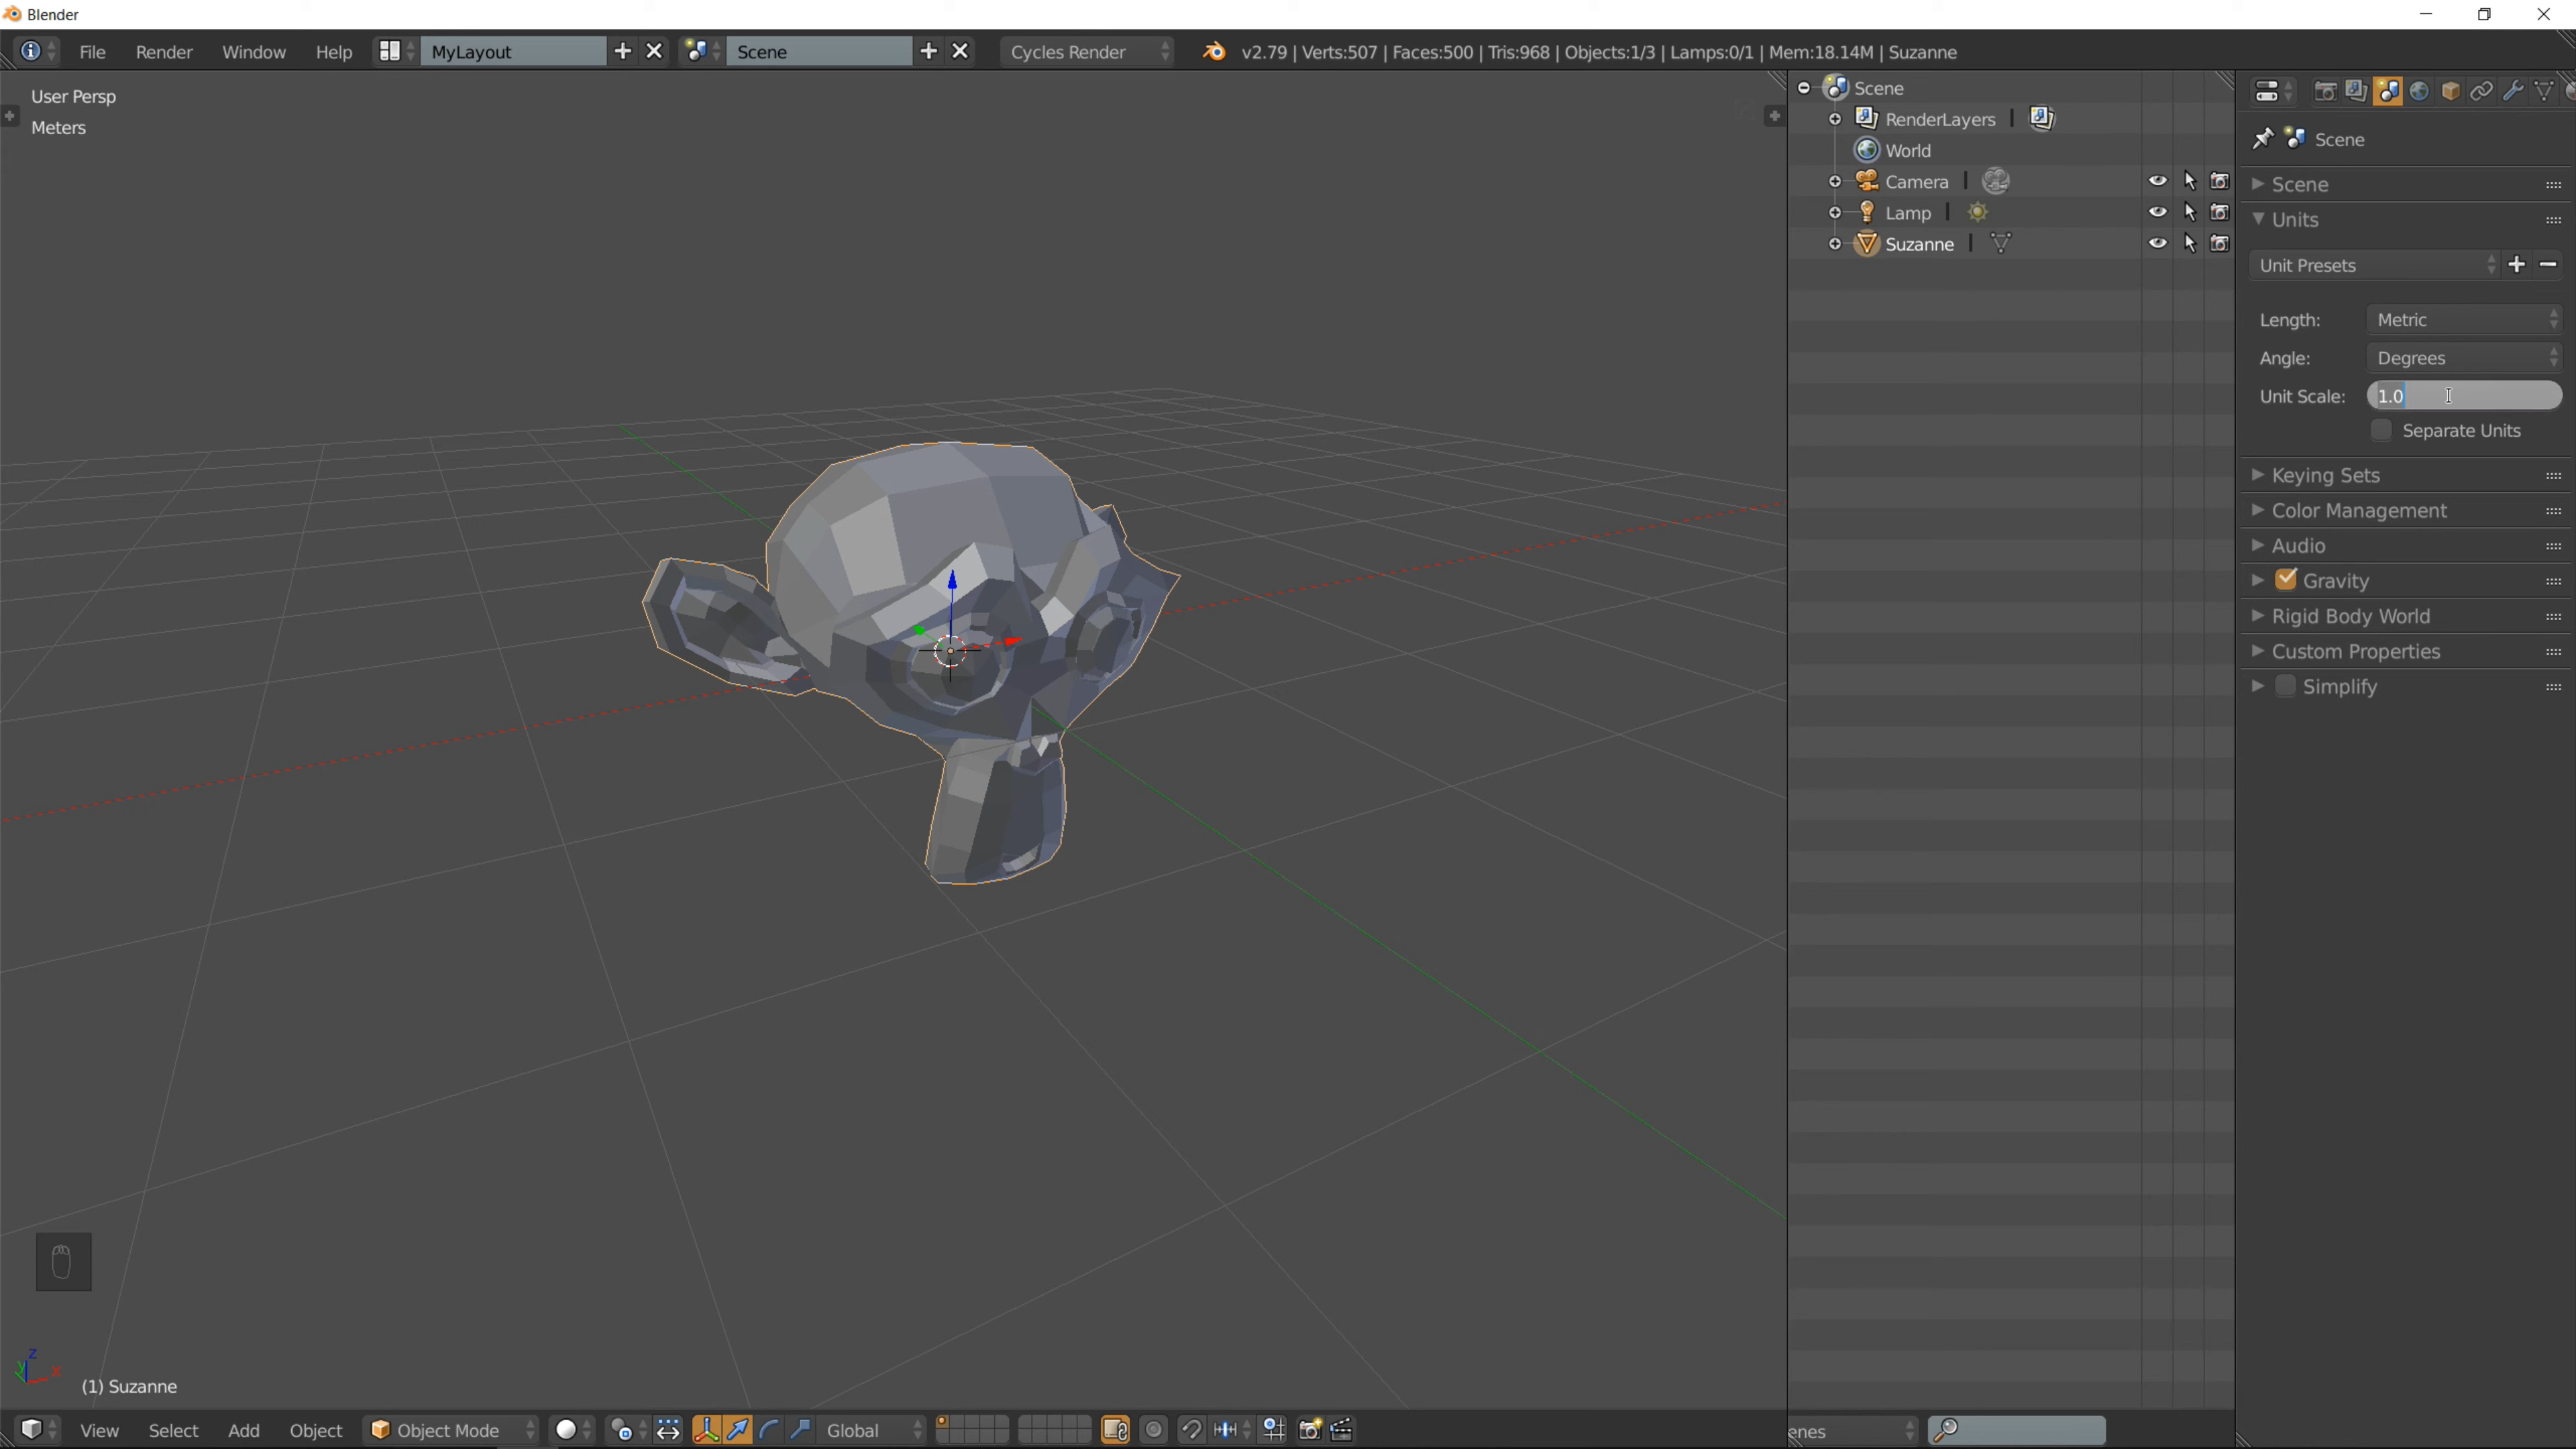 Blender
File Render Window Help MyLayout Scene Cycles Render v2.79 | Verts:507 | Faces:500 | Tris:968 | Objects:1/3 | Lamps:0/1 | Mem:18.14M | Suzanne
User Persp
Meters
Scene
RenderLayers
World
Camera
Lamp
Suzanne
Scene
Scene
Units
Unit Presets
Length: Metric
Angle: Degrees
Unit Scale: 1.0
Separate Units
Keying Sets
Color Management
Audio
Gravity
Rigid Body World
Custom Properties
Simplify
z
y x
(1) Suzanne
View Select Add Object Object Mode Global enes